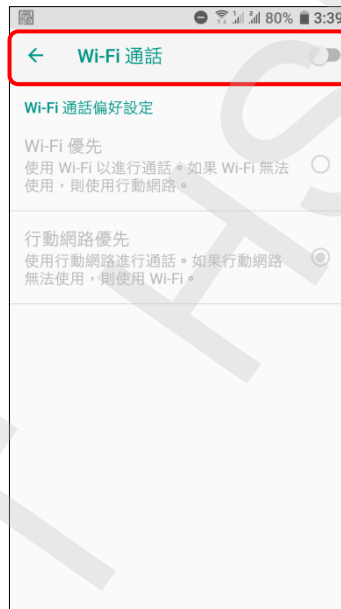 80% 3:39
Wi-Fi 通話
Wi-Fi 通話偏好設定
Wi-Fi 優先
使用 Wi-Fi 以進行通話。如果 Wi-Fi 無法
使用，則使用行動網路。
行動網路優先
使用行動網路進行通話。如果行動網路
無法使用，則使用 Wi-Fi。